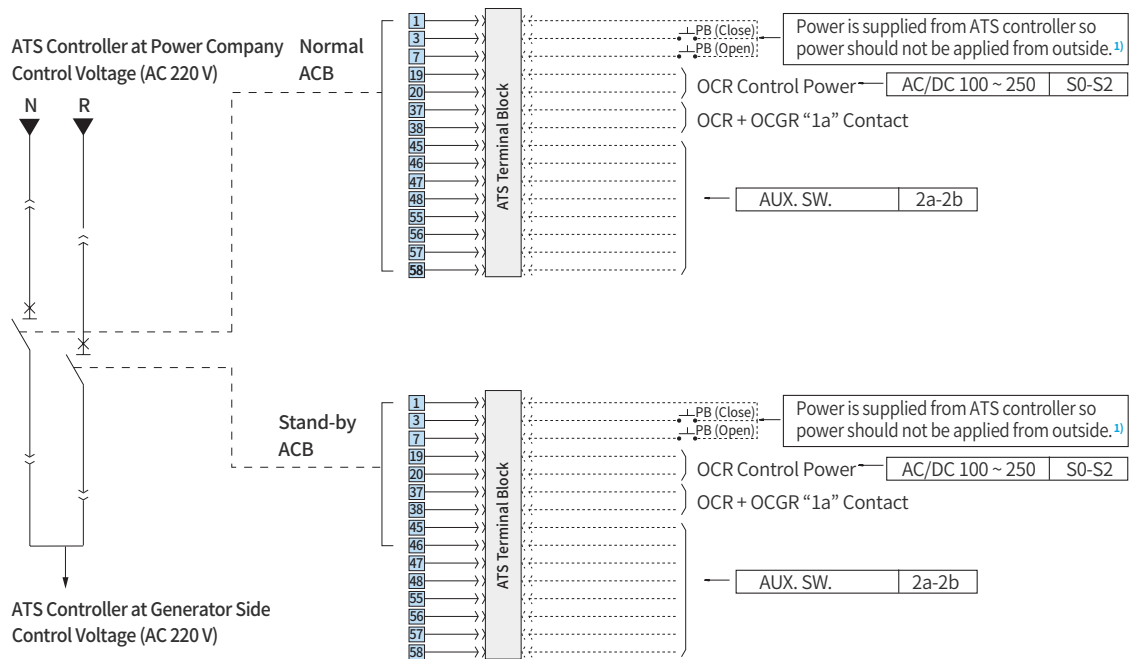 ATS Controller at Power Company
Control Voltage (AC 220 V)
N
R
Normal
ACB
1
3
7
19
20
37
38
45
46
47
48
55
56
57
58
ATS Terminal Block
PB (Close)
PB (Open)
Power is supplied from ATS controller so
power should not be applied from outside.1)
OCR Control Power
AC/DC 100 ~ 250
S0-S2
OCR + OCGR “1a” Contact
AUX. SW.
2a-2b
Stand-by
ACB
1
3
7
19
20
37
38
45
46
47
48
55
56
57
58
ATS Terminal Block
PB (Close)
PB (Open)
Power is supplied from ATS controller so
power should not be applied from outside.1)
OCR Control Power
AC/DC 100 ~ 250
S0-S2
OCR + OCGR “1a” Contact
AUX. SW.
2a-2b
ATS Controller at Generator Side
Control Voltage (AC 220 V)